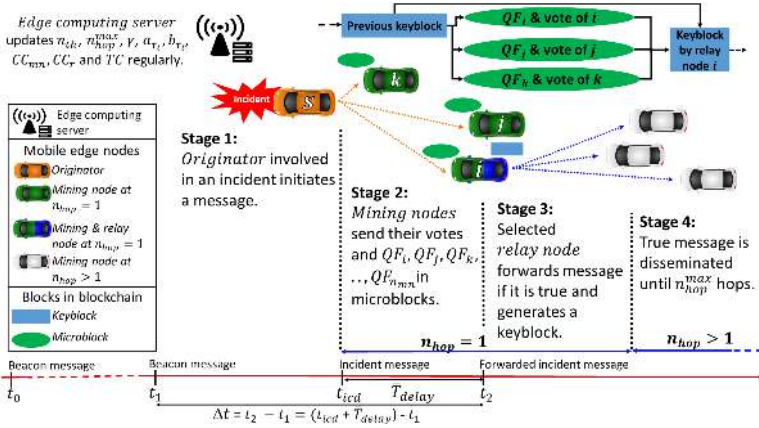 Edge computing server
updates n_th, n_hop^max, γ, a_τi, b_τi,
CC_mn, CC_r and TC regularly.
Previous keyblock
QF_i & vote of i
QF_j & vote of j
QF_k & vote of k
Keyblock
by relay
node i
Incident
S
k
j
i
Edge computing
server
Mobile edge nodes
Originator
Mining node at
n_hop = 1
Mining & relay
node at n_hop = 1
Mining node at
n_hop > 1
Blocks in blockchain
Keyblock
Microblock
Stage 1:
Originator involved
in an incident initiates
a message.
Stage 2:
Mining nodes
send their votes
and QF_i, QF_j, QF_k,
.., QF_n_mn in
microblocks.
Stage 3:
Selected
relay node
forwards message
if it is true and
generates a
keyblock.
Stage 4:
True message is
disseminated
until n_hop^max hops.
n_hop = 1
n_hop > 1
Beacon message
Beacon message
Incident message
Forwarded incident message
t_0
t_1
t_icd
T_delay
t_2
Δt = t_2 − t_1 = (t_icd + T_delay) - t_1